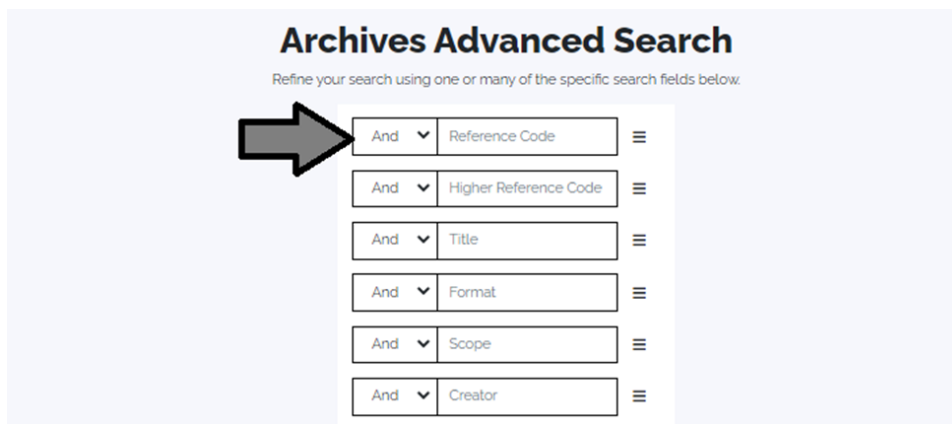 Archives Advanced Search
Refine your search using one or many of the specific search fields below.
And Reference Code
And Higher Reference Code
And Title
And Format
And Scope
And Creator